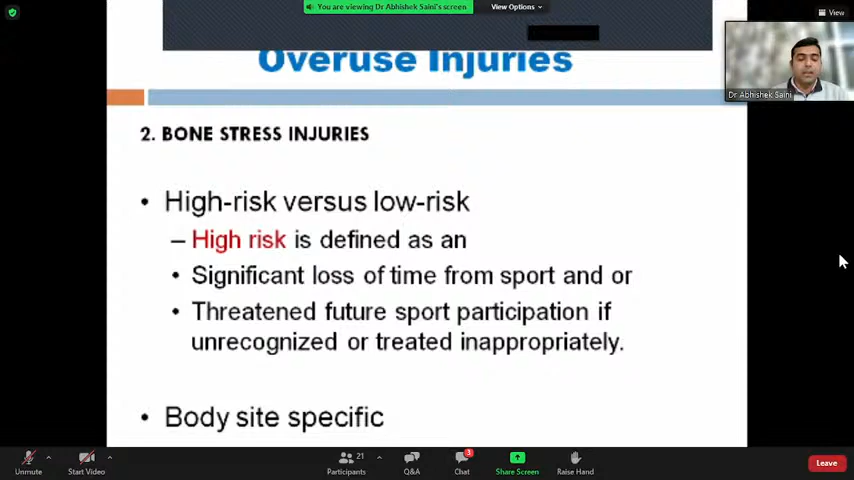 You are viewing Dr Abhishek Saini's screen
View Options
View
Overuse Injuries
Dr Abhishek Saini
2. BONE STRESS INJURIES
• High-risk versus low-risk
– High risk is defined as an
• Significant loss of time from sport and or
• Threatened future sport participation if
unrecognized or treated inappropriately.
• Body site specific
Unmute
Start Video
Participants
21
Q&A
Chat
3
Share Screen
Raise Hand
Leave